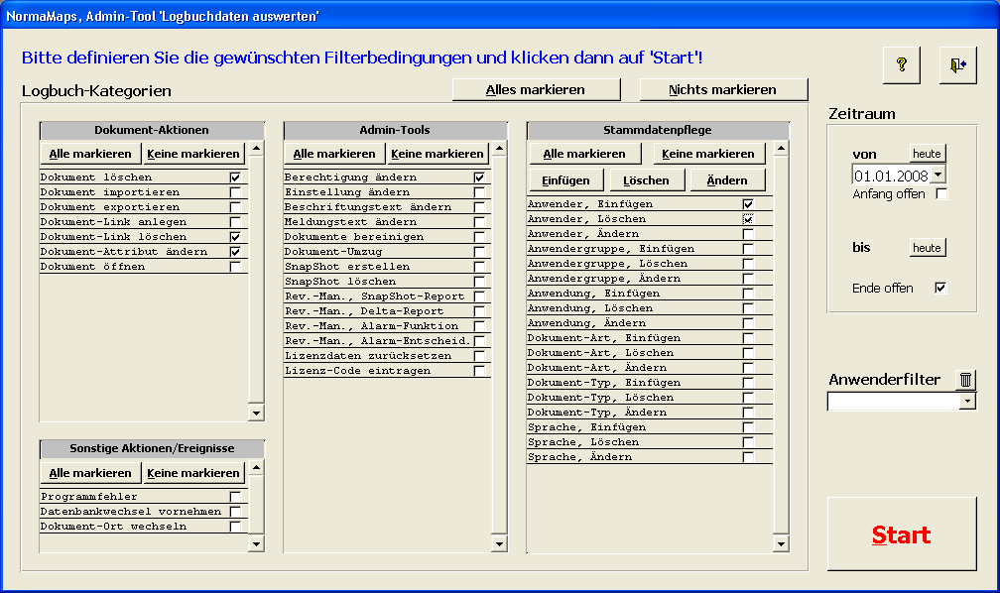 NormaMaps, Admin-Tool 'Logbuchdaten auswerten'
Bitte definieren Sie die gewünschten Filterbedingungen und klicken dann auf 'Start'!
?
Logbuch-Kategorien
Alles markieren
Nichts markieren
Dokument-Aktionen
Alle markieren
Keine markieren
Dokument löschen
Dokument importieren
Dokument exportieren
Dokument-Link anlegen
Dokument-Link löschen
Dokument-Attribut ändern
Dokument öffnen
Sonstige Aktionen/Ereignisse
Alle markieren
Keine markieren
Programmfehler
Datenbankwechsel vornehmen
Dokument-Ort wechseln
Admin-Tools
Alle markieren
Keine markieren
Berechtigung ändern
Einstellung ändern
Beschriftungstext ändern
Meldungstext ändern
Dokumente bereinigen
Dokument-Umzug
SnapShot erstellen
SnapShot löschen
Rev.-Man., SnapShot-Report
Rev.-Man., Delta-Report
Rev.-Man., Alarm-Funktion
Rev.-Man., Alarm-Entscheid.
Lizenzdaten zurücksetzen
Lizenz-Code eintragen
Stammdatenpflege
Alle markieren
Keine markieren
Einfügen
Löschen
Ändern
Anwender, Einfügen
Anwender, Löschen
Anwender, Ändern
Anwendergruppe, Einfügen
Anwendergruppe, Löschen
Anwendergruppe, Ändern
Anwendung, Einfügen
Anwendung, Löschen
Anwendung, Ändern
Dokument-Art, Einfügen
Dokument-Art, Löschen
Dokument-Art, Ändern
Dokument-Typ, Einfügen
Dokument-Typ, Löschen
Dokument-Typ, Ändern
Sprache, Einfügen
Sprache, Löschen
Sprache, Ändern
Zeitraum
von
heute
01.01.2008
Anfang offen
bis
heute
Ende offen
Anwenderfilter
Start